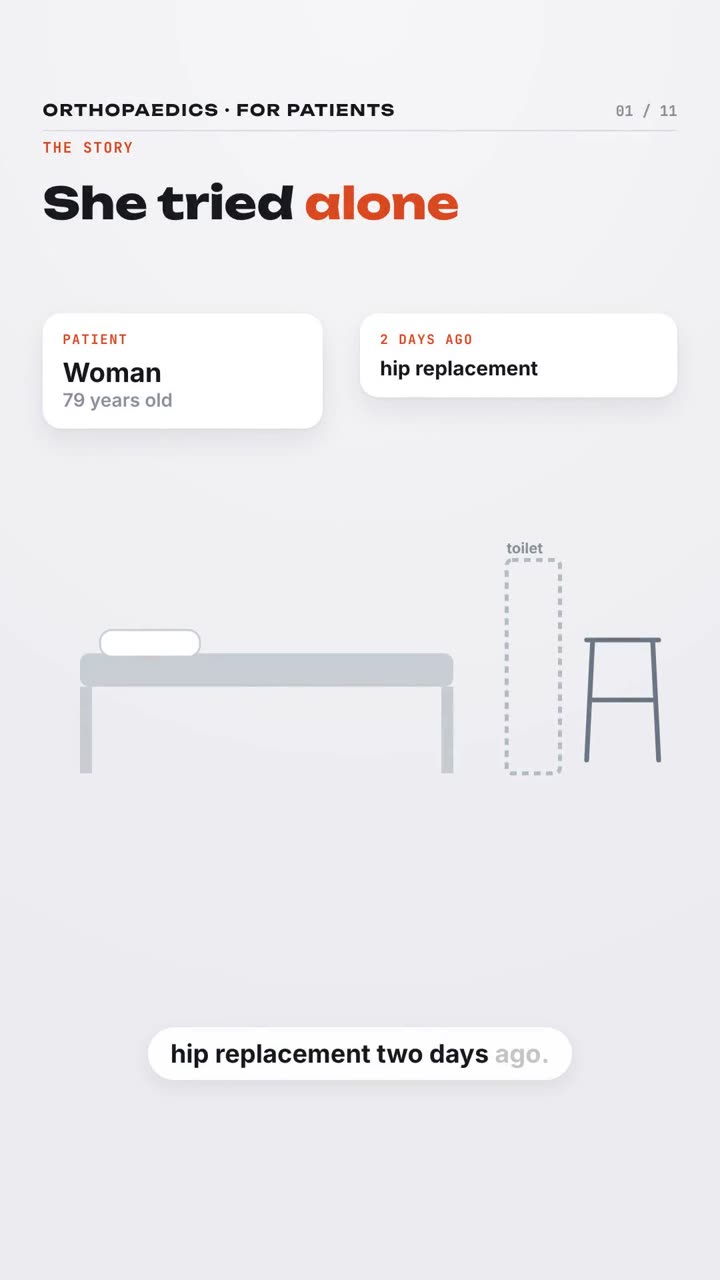 ORTHOPAEDICS · FOR PATIENTS
01 / 11
THE STORY
She tried alone
PATIENT
Woman
79 years old
2 DAYS AGO
hip replacement
toilet
hip replacement two days ago.